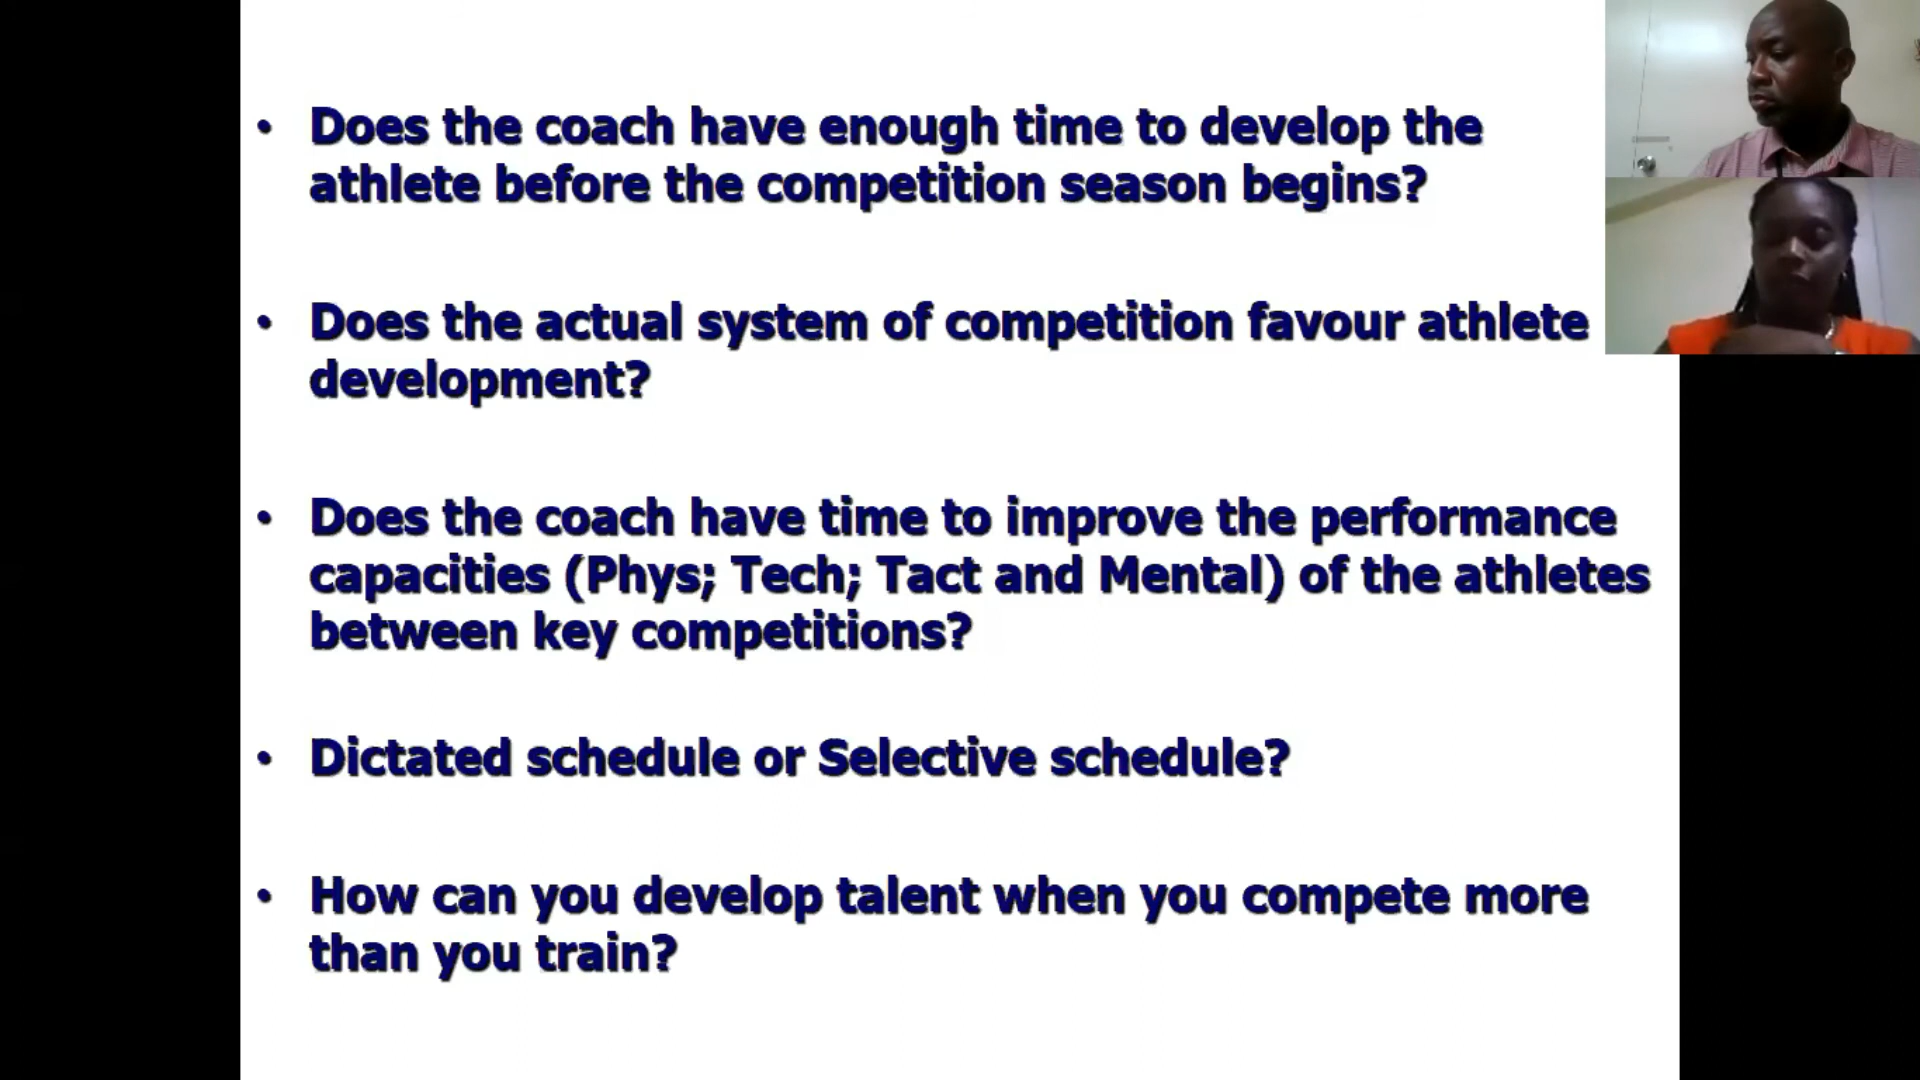 • Does the coach have enough time to develop the
athlete before the competition season begins?
• Does the actual system of competition favour athlete
development?
• Does the coach have time to improve the performance
capacities (Phys; Tech; Tact and Mental) of the athletes
between key competitions?
• Dictated schedule or Selective schedule?
• How can you develop talent when you compete more
than you train?